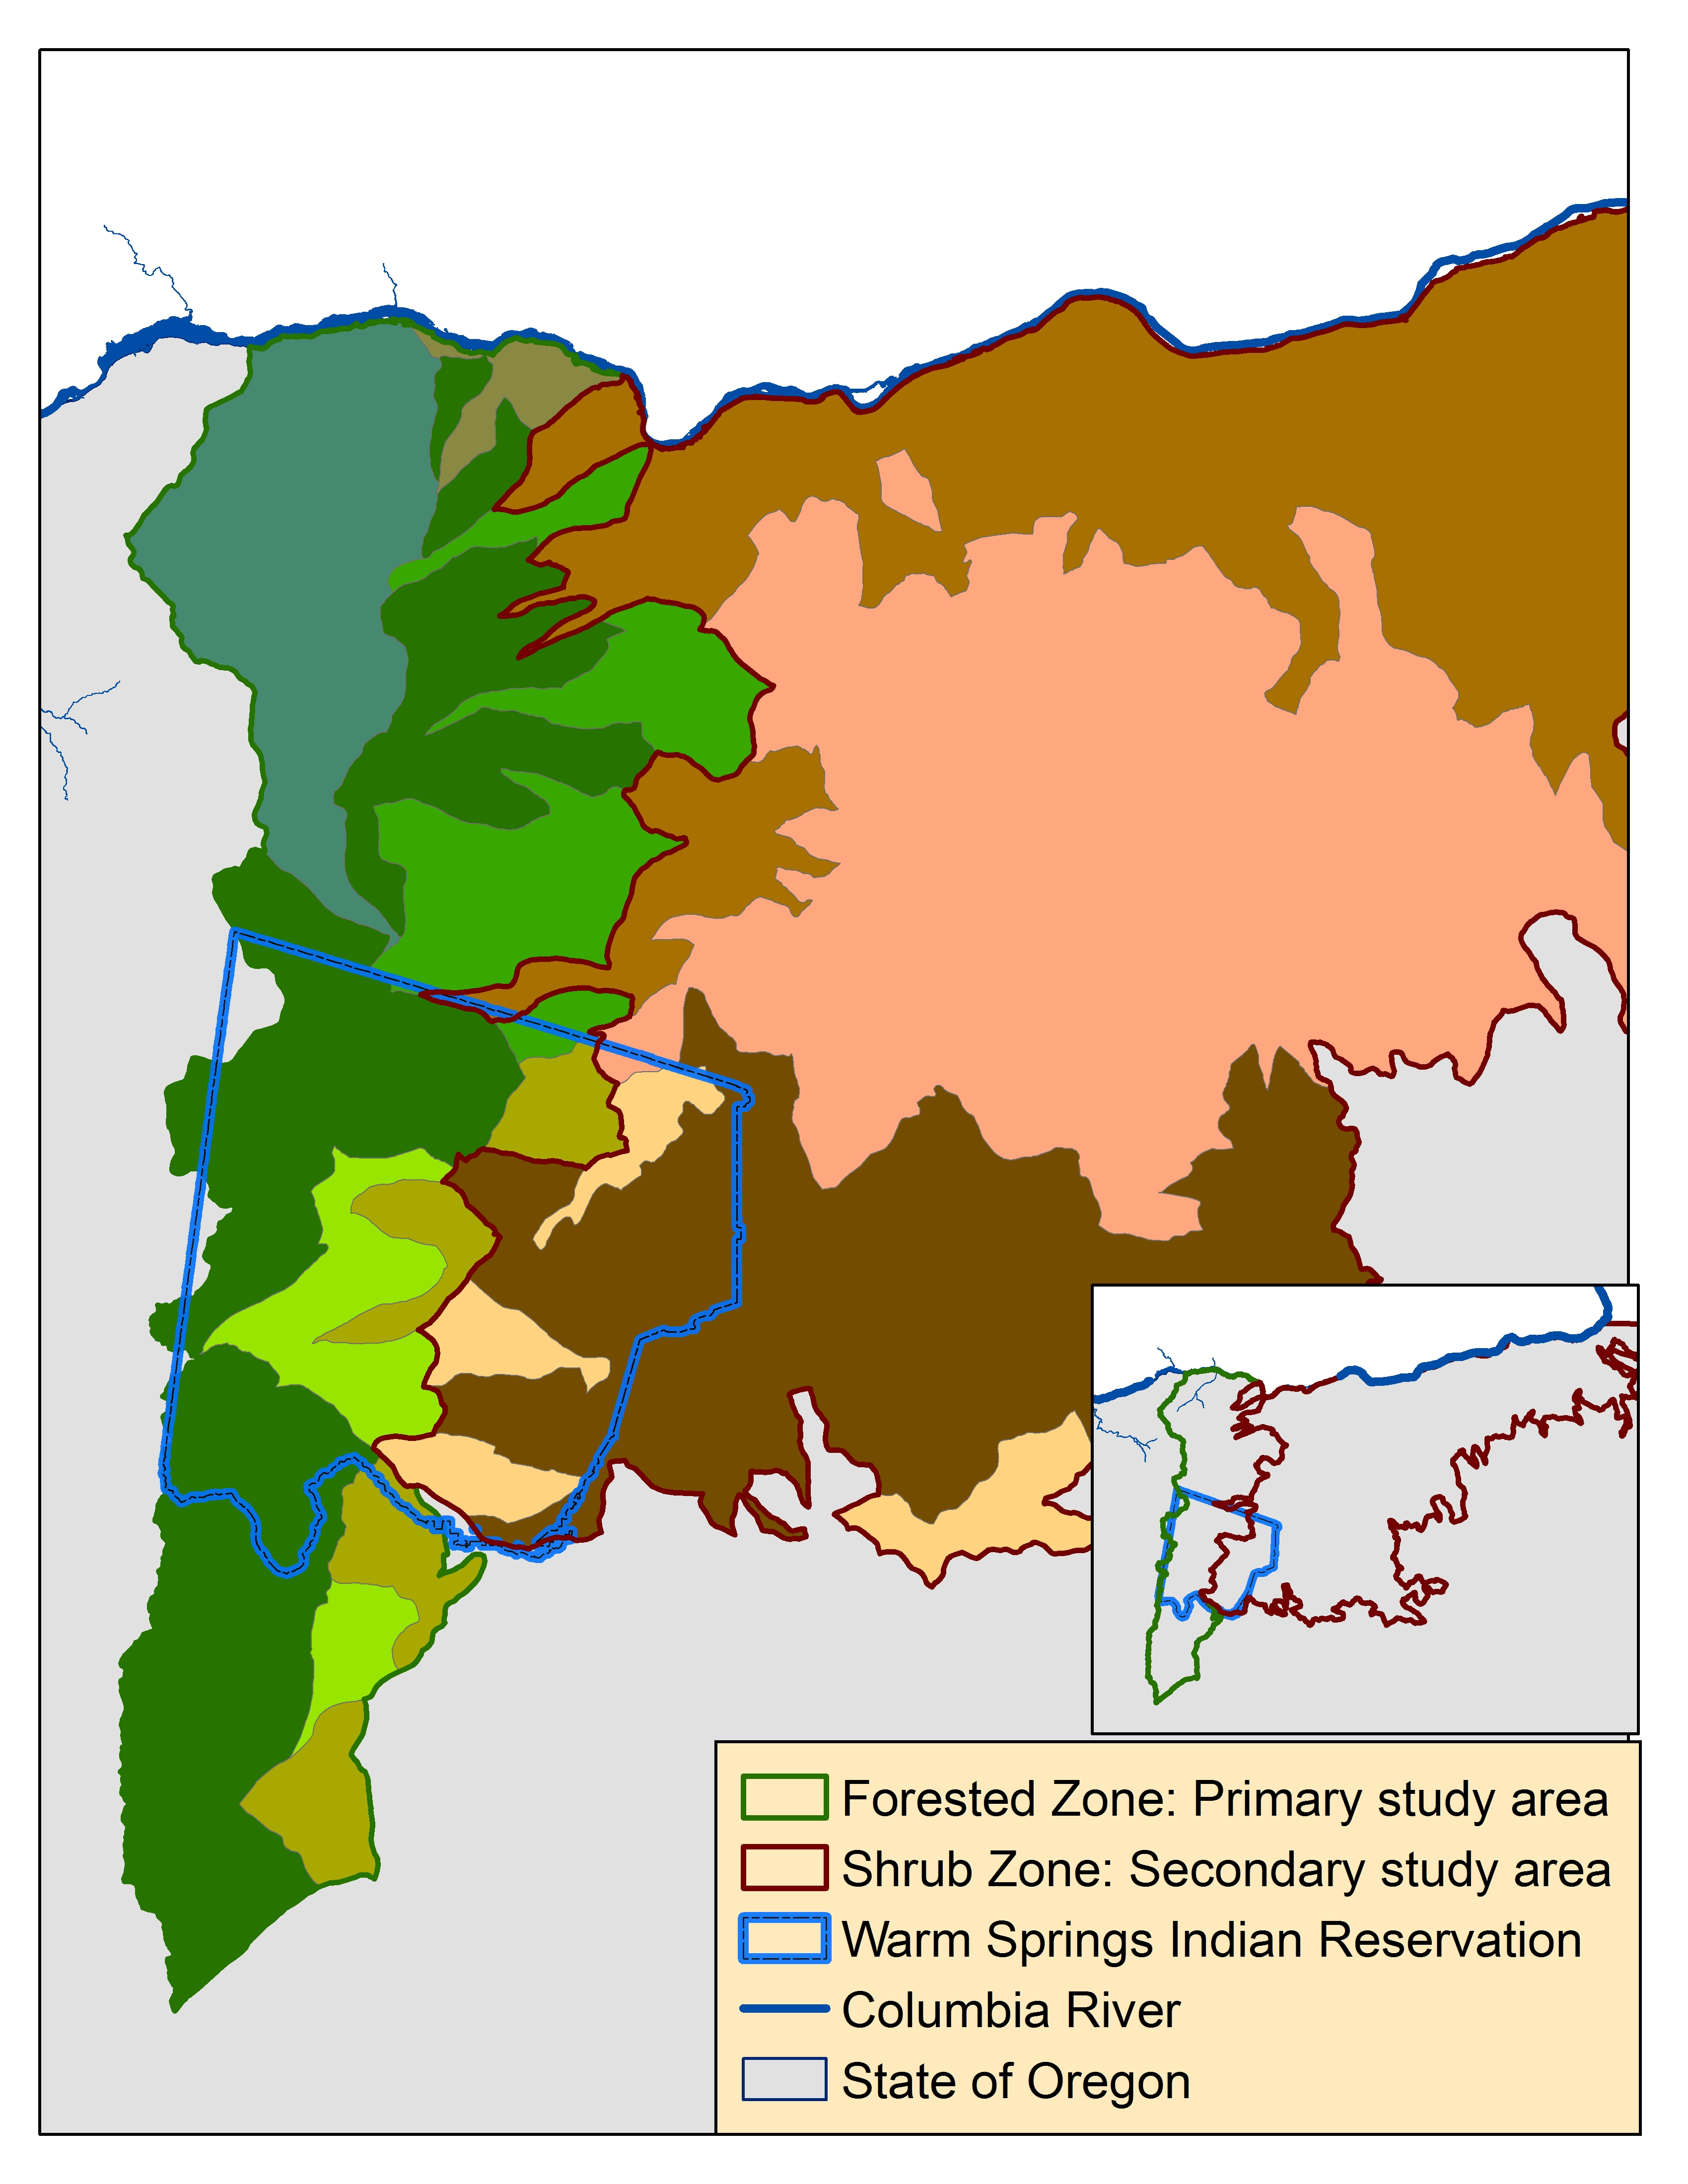 Forested Zone: Primary study area
Shrub Zone: Secondary study area
Warm Springs Indian Reservation
Columbia River
State of Oregon